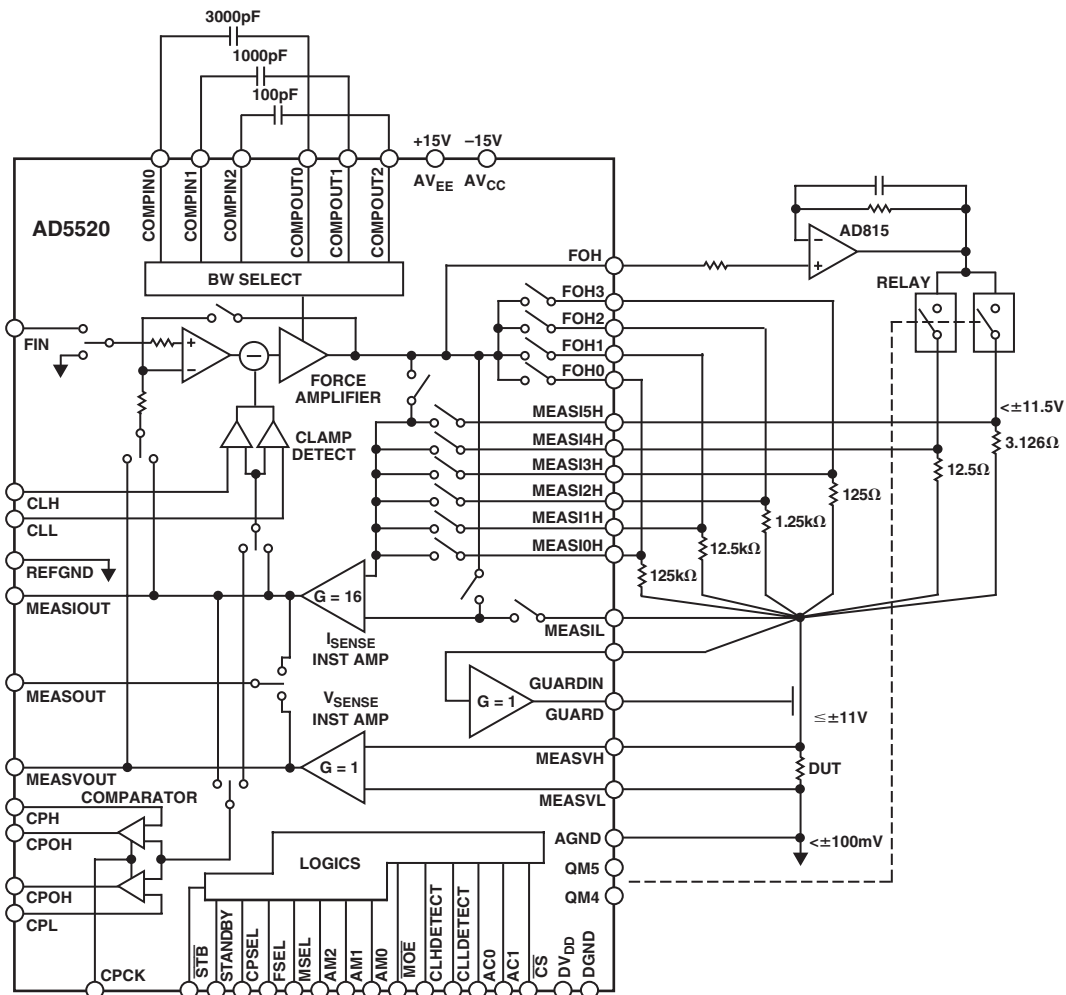 3000pF
1000pF
100pF
+15V –15V
AVEE AVCC
AD5520
COMPIN0
COMPIN1
COMPIN2
COMPOUT0
COMPOUT1
COMPOUT2
BW SELECT
FOH
AD815
RELAY
FOH3
FOH2
FOH1
FOH0
FIN
FORCE
AMPLIFIER
CLAMP
DETECT
MEASI5H
MEASI4H
MEASI3H
MEASI2H
MEASI1H
MEASI0H
<±11.5V
3.126Ω
12.5Ω
125Ω
1.25kΩ
12.5kΩ
125kΩ
CLH
CLL
REFGND
MEASIOUT
G = 16
ISENSE
INST AMP
MEASIL
MEASOUT
VSENSE
INST AMP
G = 1
GUARDIN
GUARD
≤±11V
MEASVOUT
G = 1
MEASVH
DUT
MEASVL
COMPARATOR
CPH
CPOH
CPOH
CPL
LOGICS
AGND
<±100mV
QM5
QM4
CPCK
STB
STANDBY
CPSEL
FSEL
MSEL
AM2
AM1
AM0
MOE
CLHDETECT
CLLDETECT
AC0
AC1
CS
DVDD
DGND
+
–
–
–
+